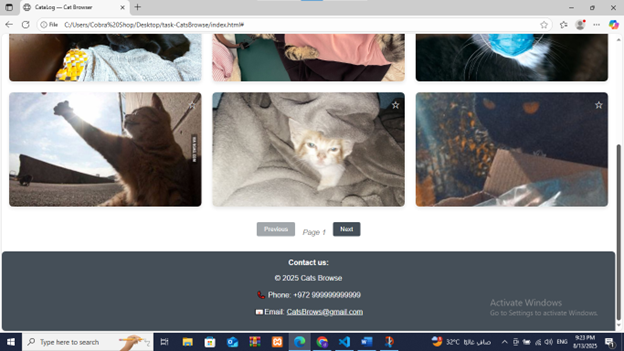 CataLog — Cat Browser
File
C:/Users/Cobra%20Shop/Desktop/task-CatsBrowse/index.html#
Previous
Page 1
Next
Contact us:
© 2025 Cats Browse
Phone: +972 999999999999
Email: CatsBrows@gmail.com
Activate Windows
Go to Settings to activate Windows.
Type here to search
32°C
صافي غالبًا
ENG
9:23 PM
8/13/2025